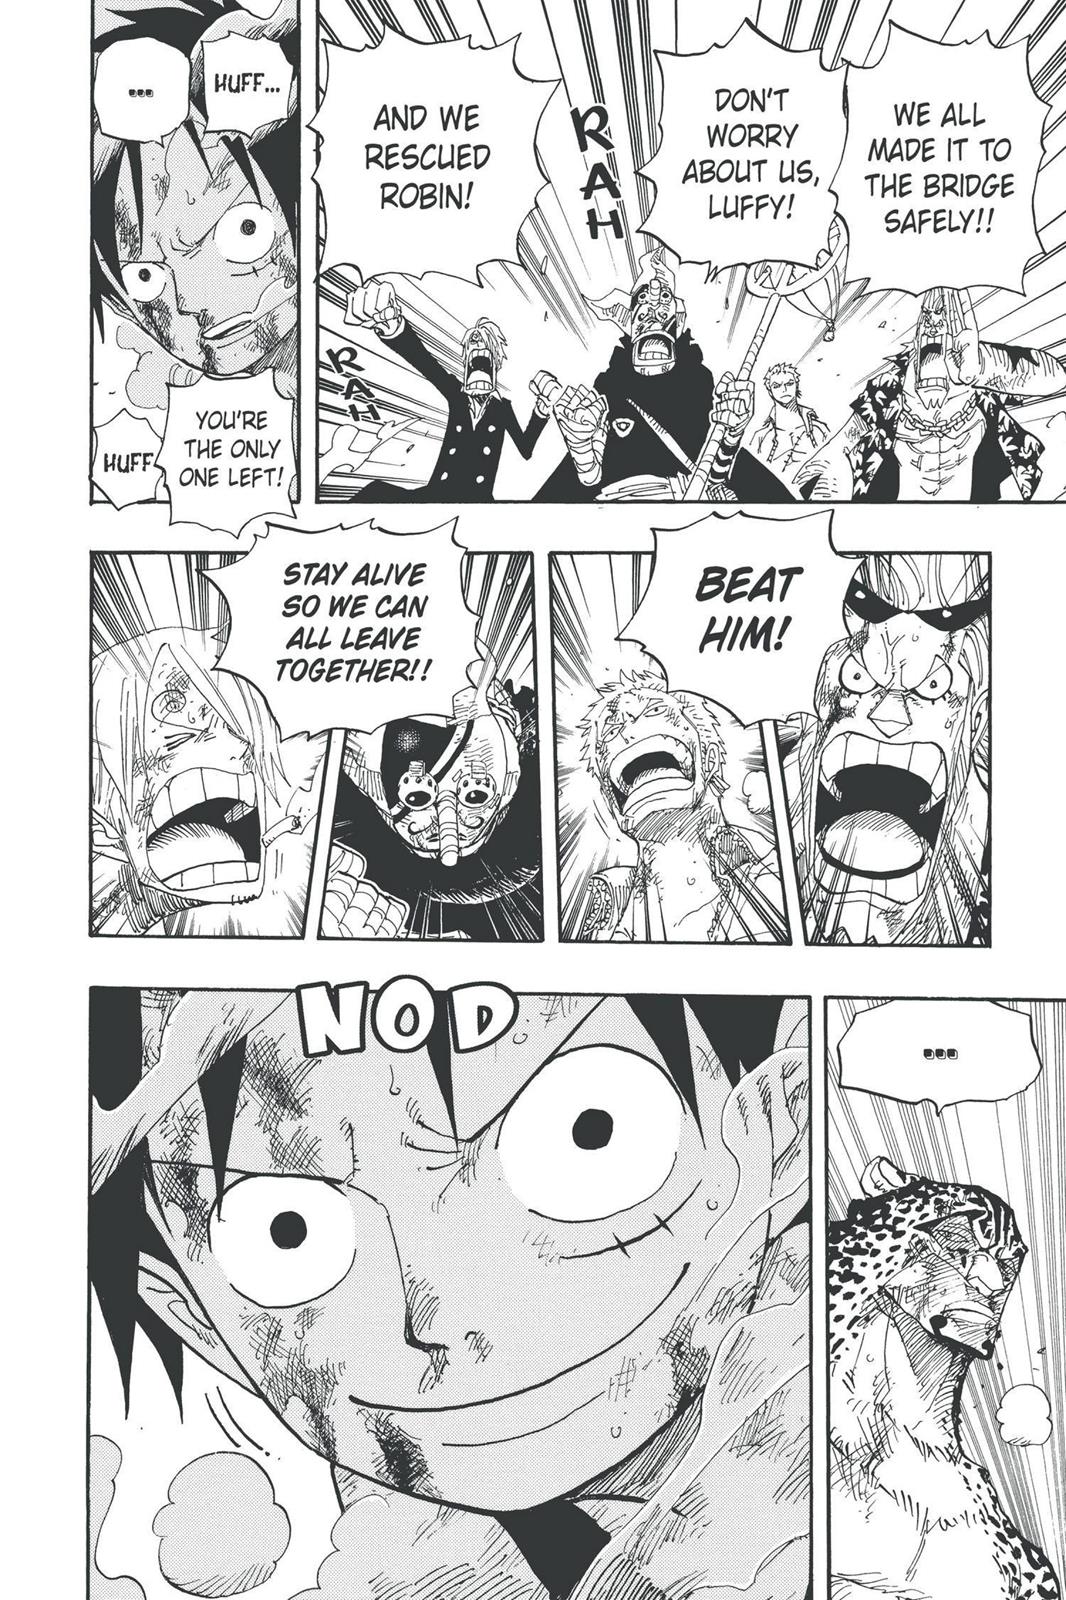 WE ALL
MADE IT TO
THE BRIDGE
SAFELY!!
DON'T
WORRY
ABOUT US,
LUFFY!
RAH
AND WE
RESCUED
ROBIN!
RAH
HUFF...
...
YOU'RE
THE ONLY
ONE LEFT!
HUFF
BEAT
HIM!
STAY ALIVE
SO WE CAN
ALL LEAVE
TOGETHER!!
...
NOD